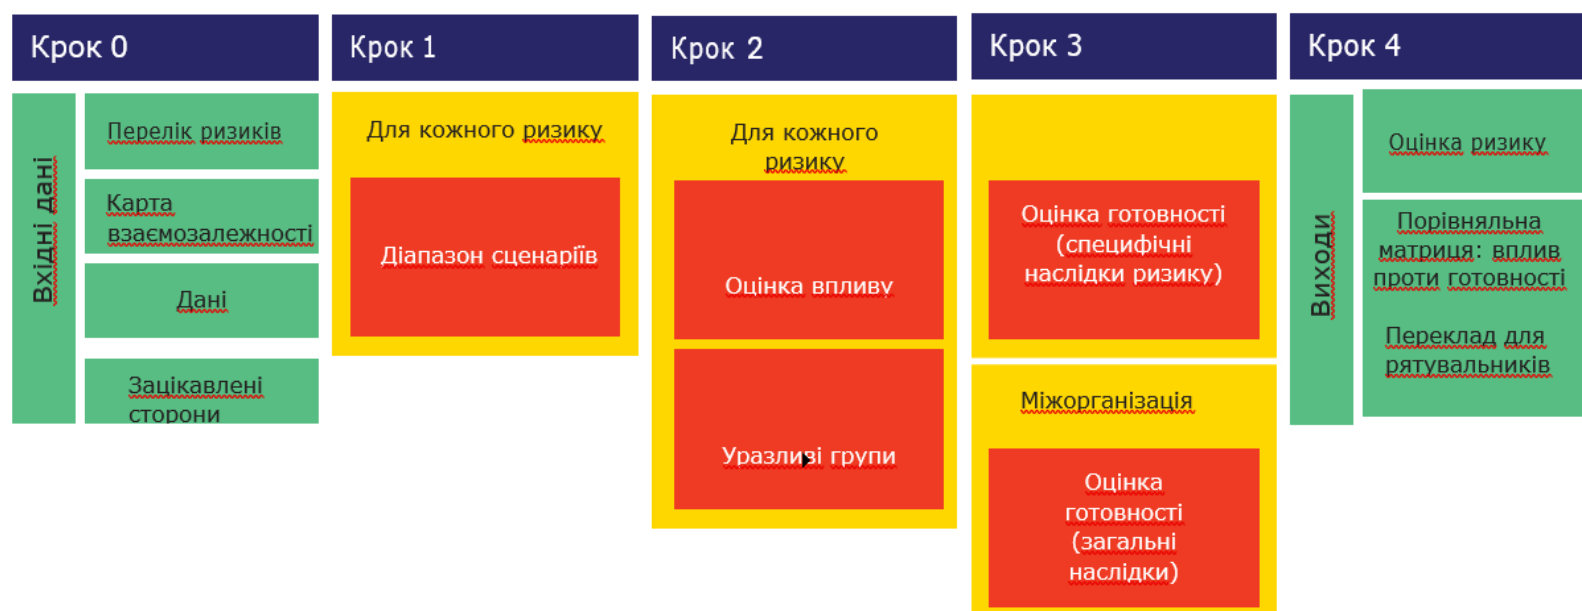 Крок 0
Вхідні дані
Перелік ризиків
Карта
взаємозалежності
Дані
Зацікавлені
сторони
Крок 1
Для кожного ризику
Діапазон сценаріїв
Крок 2
Для кожного
ризику
Оцінка впливу
Уразливі групи
Крок 3
Оцінка готовності
(специфічні
наслідки ризику)
Міжорганізація
Оцінка
готовності
(загальні
наслідки)
Крок 4
Виходи
Оцінка ризику
Порівняльна
матриця: вплив
проти готовності
Переклад для
рятувальників